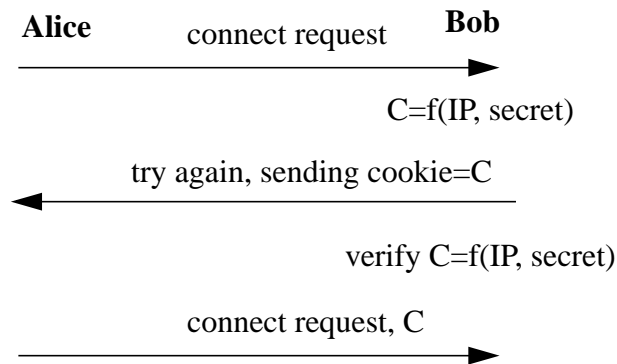 Alice
Bob
connect request
C=f(IP, secret)
try again, sending cookie=C
verify C=f(IP, secret)
connect request, C